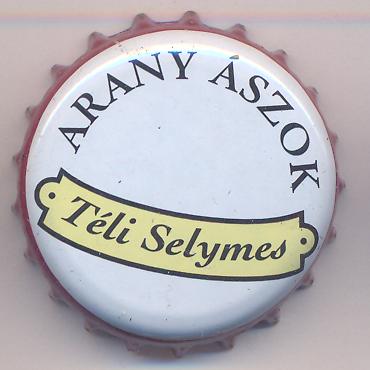 ARANY ÁSZOK
Téli Selymes